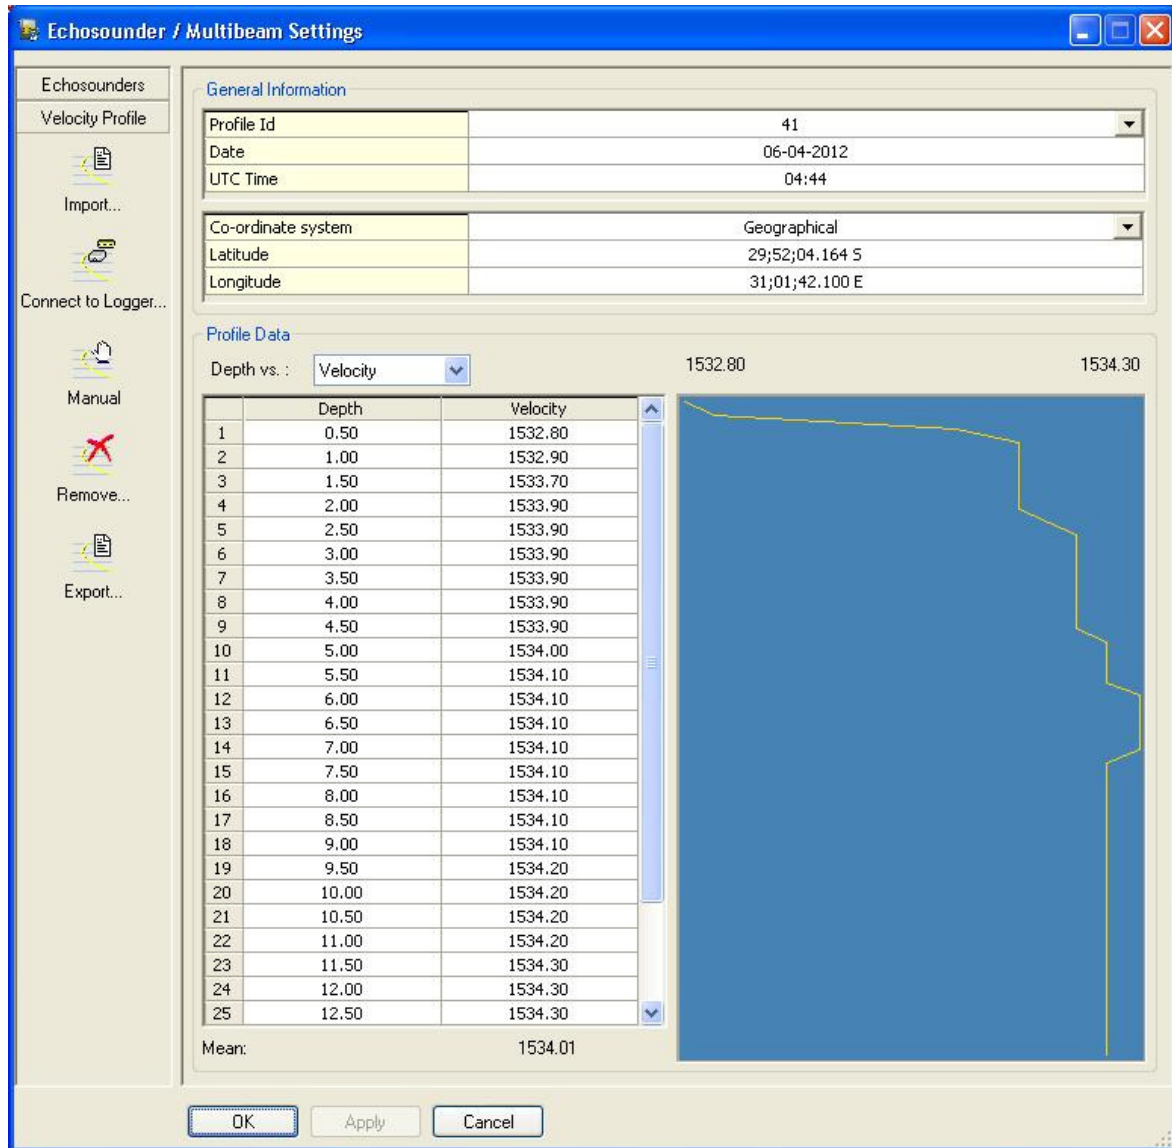 Echosounder / Multibeam Settings
Echosounders
Velocity Profile
Import...
Connect to Logger...
Manual
Remove...
Export...
General Information
Profile Id 41
Date 06-04-2012
UTC Time 04:44
Co-ordinate system Geographical
Latitude 29;52;04.164 S
Longitude 31;01;42.100 E
Profile Data
Depth vs. : Velocity 1532.80 1534.30
Depth Velocity
1 0.50 1532.80
2 1.00 1532.90
3 1.50 1533.70
4 2.00 1533.90
5 2.50 1533.90
6 3.00 1533.90
7 3.50 1533.90
8 4.00 1533.90
9 4.50 1533.90
10 5.00 1534.00
11 5.50 1534.10
12 6.00 1534.10
13 6.50 1534.10
14 7.00 1534.10
15 7.50 1534.10
16 8.00 1534.10
17 8.50 1534.10
18 9.00 1534.10
19 9.50 1534.20
20 10.00 1534.20
21 10.50 1534.20
22 11.00 1534.20
23 11.50 1534.30
24 12.00 1534.30
25 12.50 1534.30
Mean: 1534.01
OK Apply Cancel